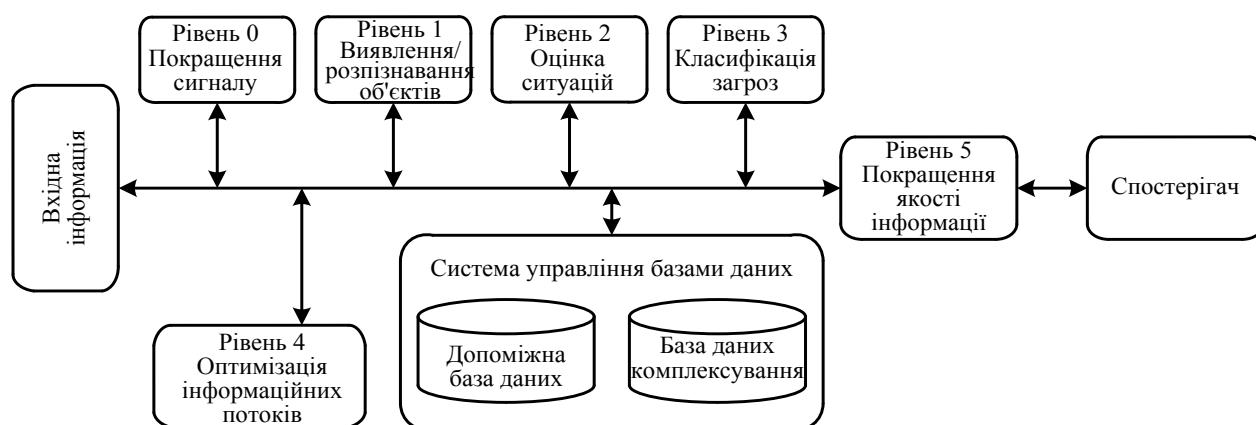 Рівень 0
Покращення
сигналу
Рівень 1
Виявлення/
розпізнавання
об'єктів
Рівень 2
Оцінка
ситуацій
Рівень 3
Класифікація
загроз
Вхідна
інформація
Рівень 5
Покращення
якості
інформації
Спостерігач
Рівень 4
Оптимізація
інформаційних
потоків
Система управління базами даних
Допоміжна
база даних
База даних
комплексування